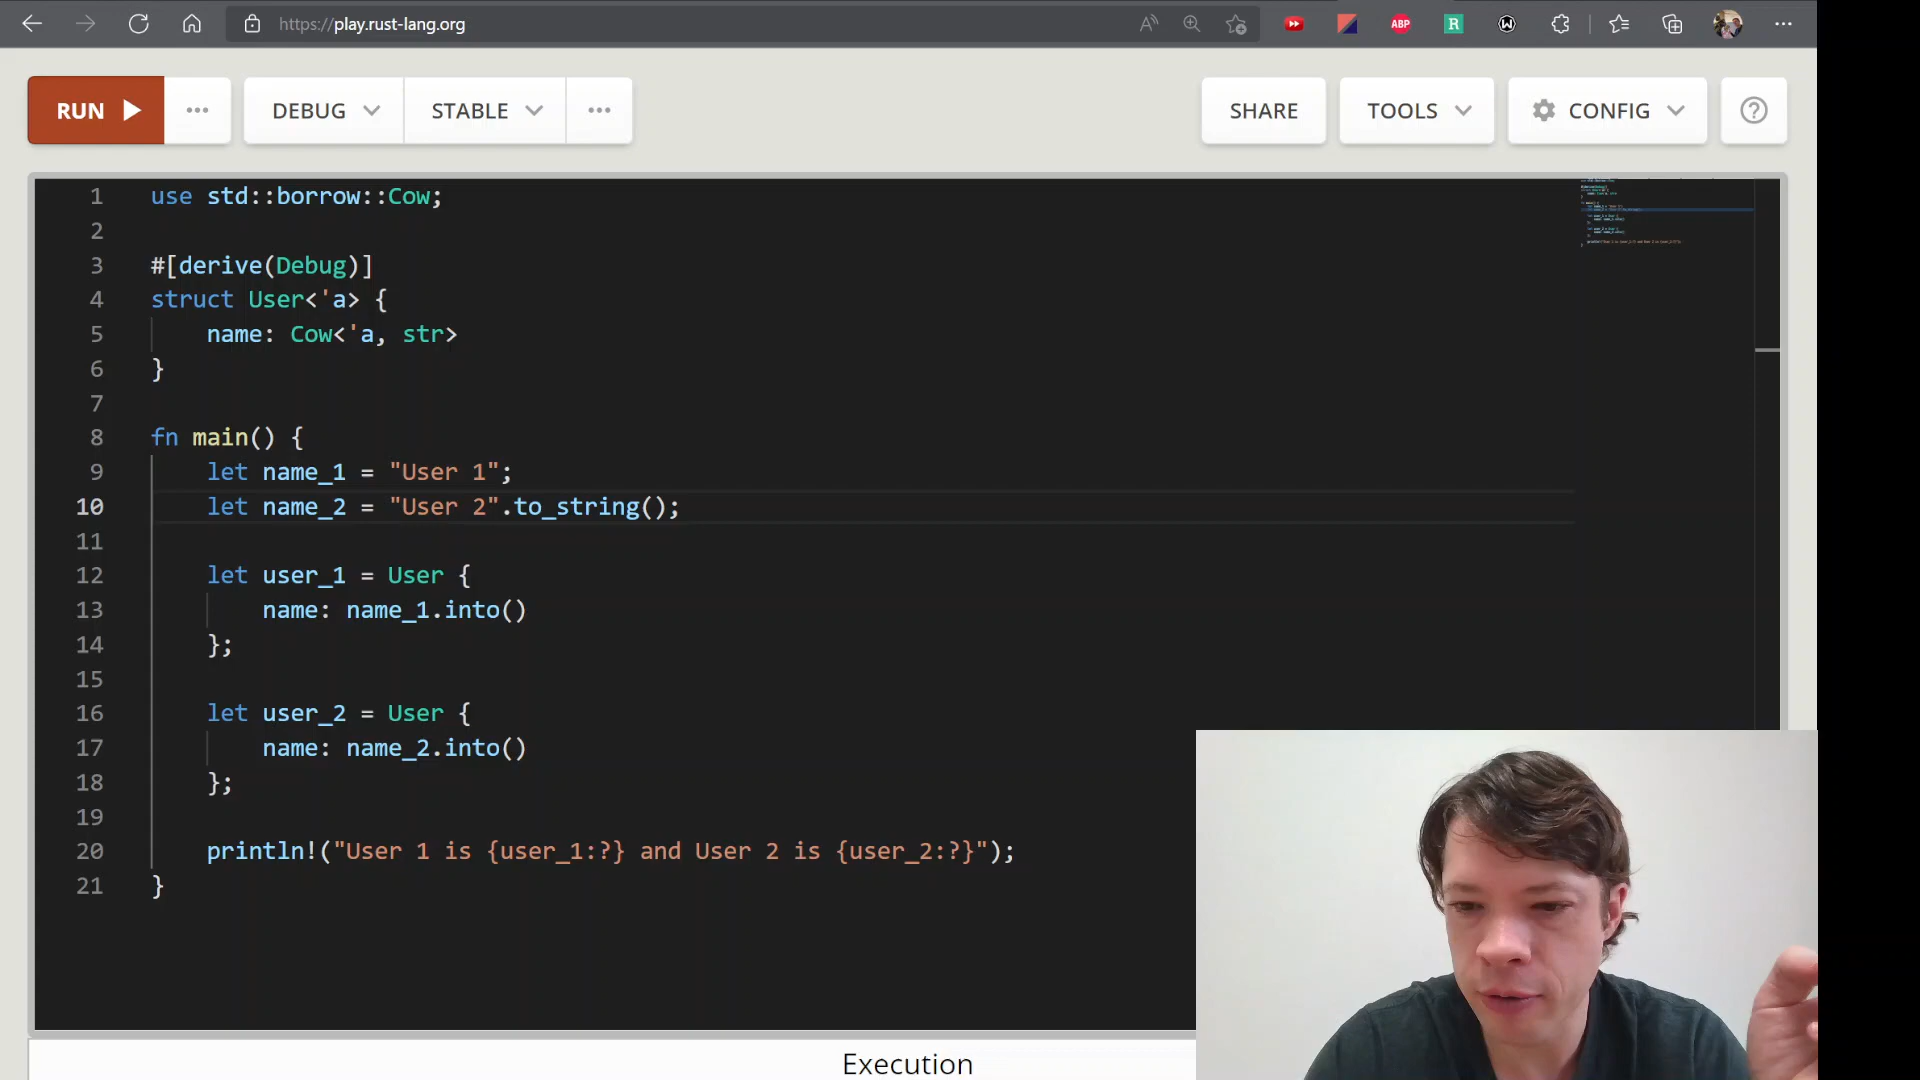 https://play.rust-lang.org
ABP
R
W
RUN
DEBUG
STABLE
SHARE
TOOLS
CONFIG
?
1 use std::borrow::Cow;
2
3 #[derive(Debug)]
4 struct User<'a> {
5 name: Cow<'a, str>
6 }
7
8 fn main() {
9 let name_1 = "User 1";
10 let name_2 = "User 2".to_string();
11
12 let user_1 = User {
13 name: name_1.into()
14 };
15
16 let user_2 = User {
17 name: name_2.into()
18 };
19
20 println!("User 1 is {user_1:?} and User 2 is {user_2:?}");
21 }
Execution